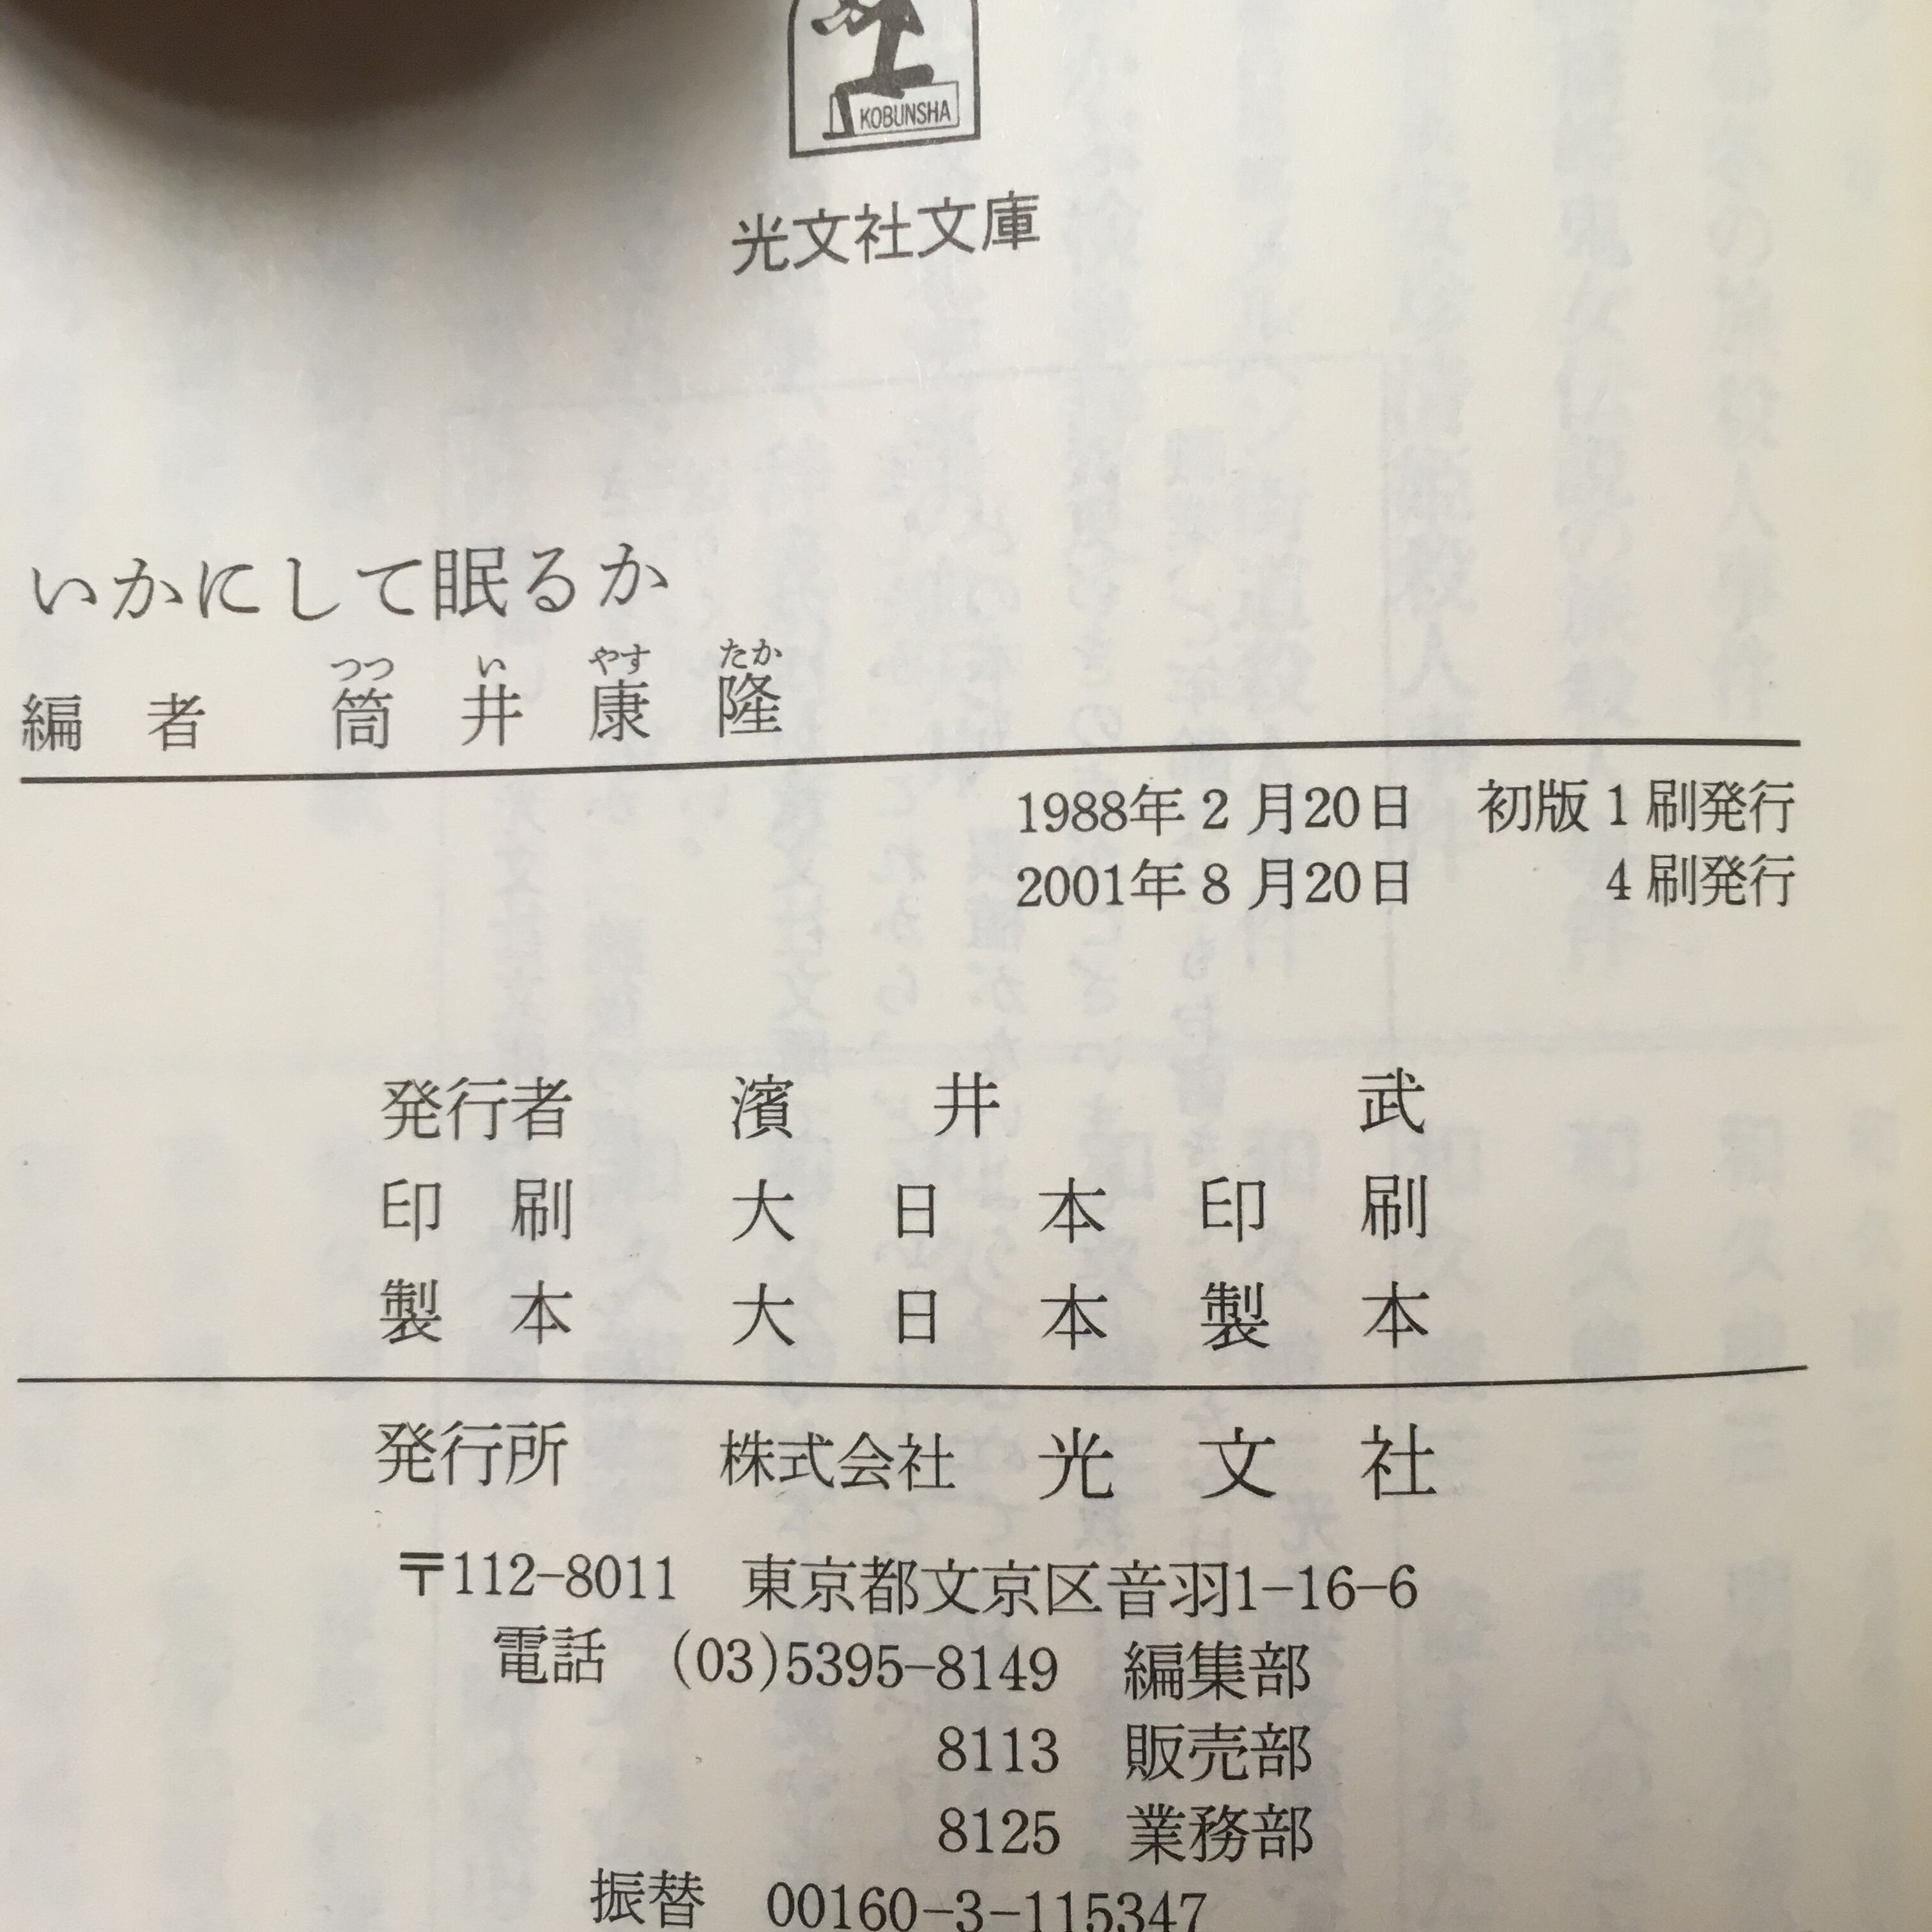 KOBUNSHA
光文社文庫
いかにして眠るか
つつ い やす たか
編者 筒井康隆
1988年2月20日 初版1刷発行
2001年8月20日 4刷発行
発行者 濱井 武
印刷 大日本印刷
製本 大日本製本
発行所 株式会社 光文社
〒112-8011 東京都文京区音羽1-16-6
電話 (03)5395-8149 編集部
8113 販売部
8125 業務部
振替 00160-3-115347